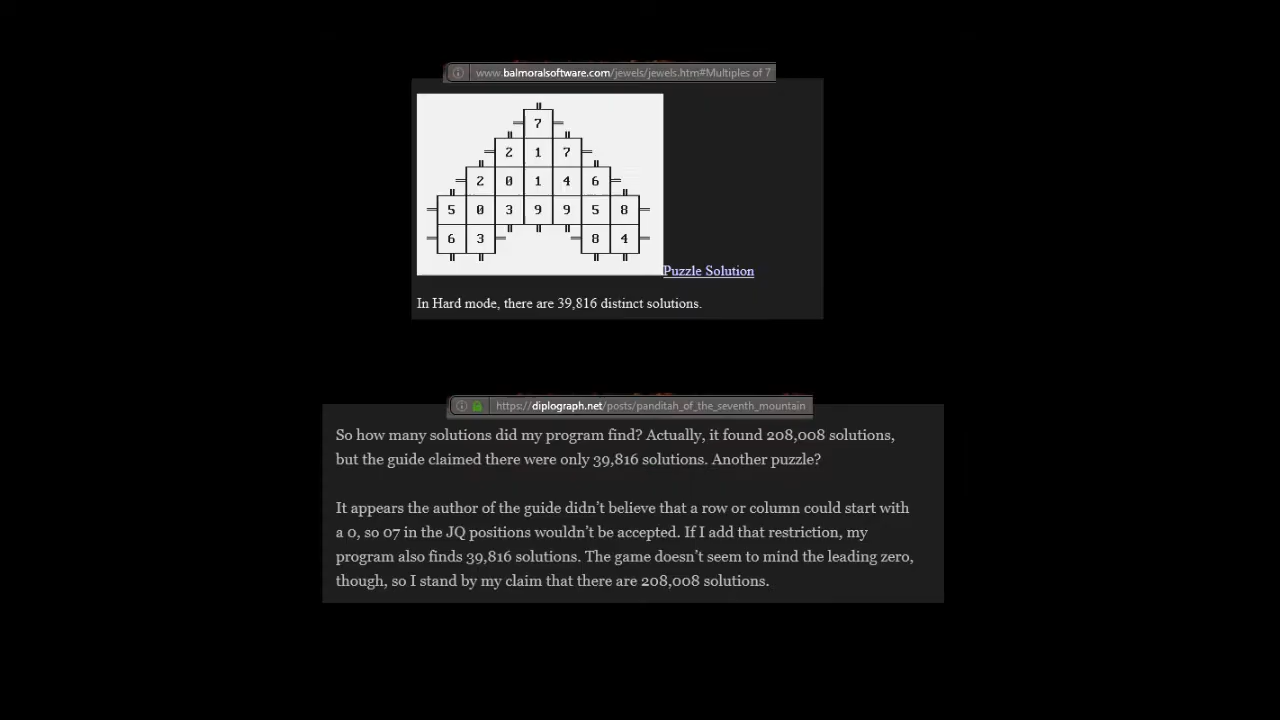 www.balmoralsoftware.com/jewels/jewels.htm#Multiples of 7
7
2 1 7
2 0 1 4 6
5 0 3 9 9 5 8
6 3 8 4
Puzzle Solution
In Hard mode, there are 39,816 distinct solutions.
https://diplograph.net/posts/panditah_of_the_seventh_mountain
So how many solutions did my program find? Actually, it found 208,008 solutions,
but the guide claimed there were only 39,816 solutions. Another puzzle?
It appears the author of the guide didn’t believe that a row or column could start with
a 0, so 07 in the JQ positions wouldn’t be accepted. If I add that restriction, my
program also finds 39,816 solutions. The game doesn’t seem to mind the leading zero,
though, so I stand by my claim that there are 208,008 solutions.